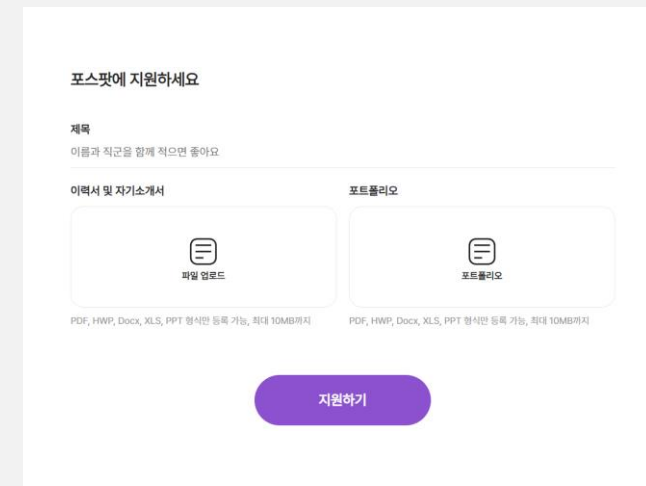 포스팟에 지원하세요
제목
이름과 직군을 함께 적으면 좋아요
이력서 및 자기소개서
포트폴리오
파일 업로드
포트폴리오
PDF, HWP, Docx, XLS, PPT 형식만 등록 가능, 최대 10MB까지
PDF, HWP, Docx, XLS, PPT 형식만 등록 가능, 최대 10MB까지
지원하기